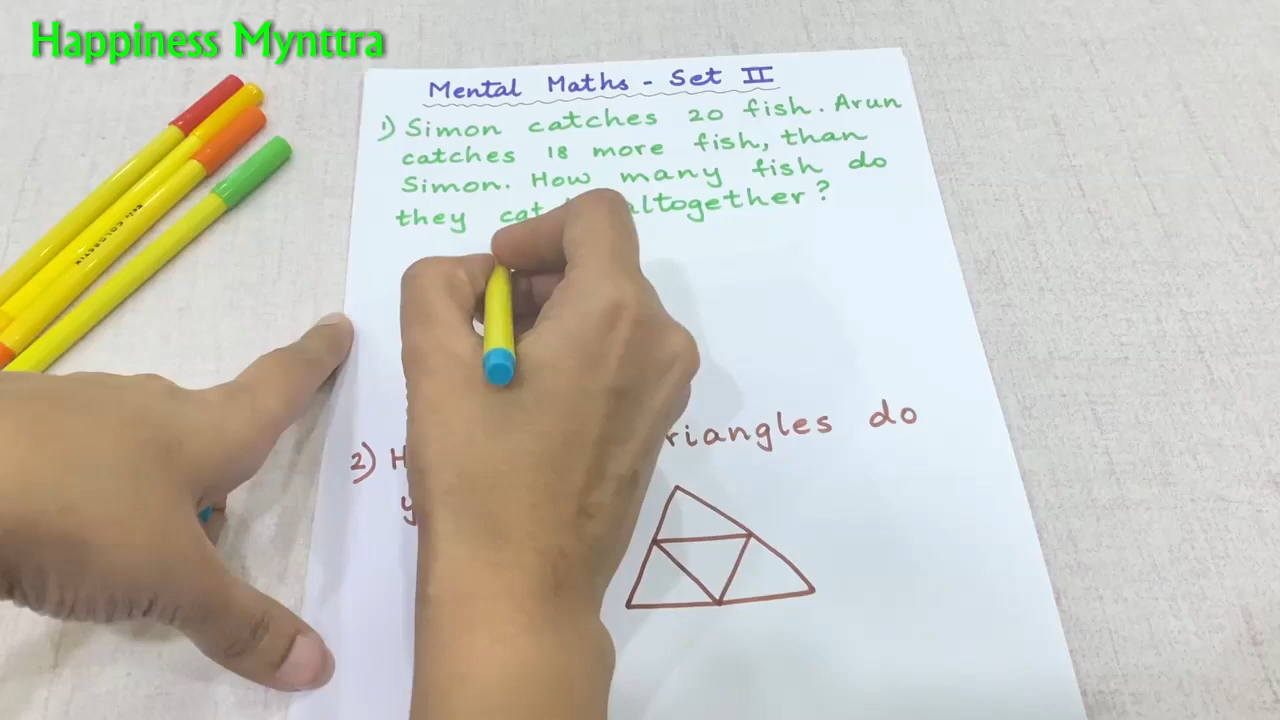 Happiness Mynttra
Mental Maths - Set II
1) Simon catches 20 fish. Arun
catches 18 more fish, than
Simon. How many fish do
they altogether?
2) do